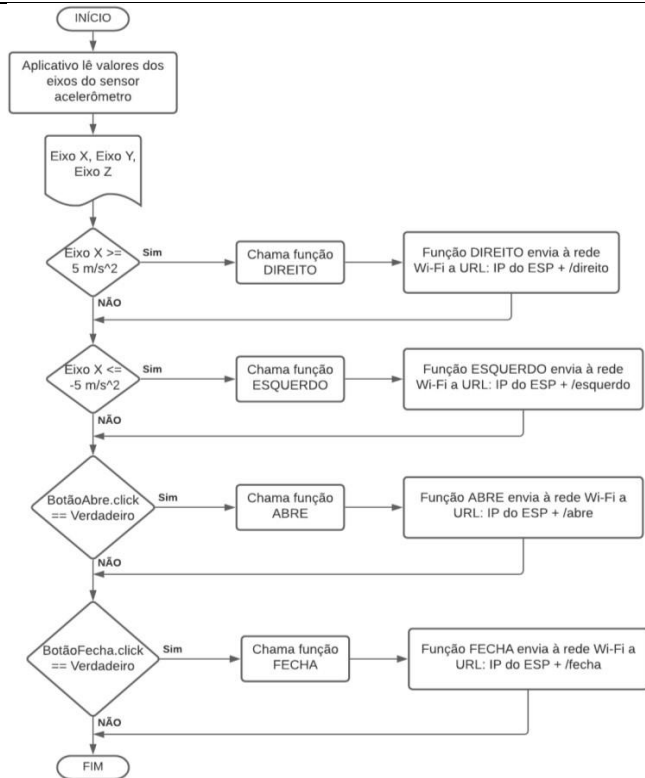 INÍCIO
Aplicativo lê valores dos
eixos do sensor
acelerômetro
Eixo X, Eixo Y,
Eixo Z
Eixo X >=
5 m/s^2
Sim
Chama função
DIREITO
Função DIREITO envia à rede
Wi-Fi a URL: IP do ESP + /direito
NÃO
Eixo X <=
-5 m/s^2
Sim
Chama função
ESQUERDO
Função ESQUERDO envia à rede
Wi-Fi a URL: IP do ESP + /esquerdo
NÃO
BotãoAbre.click
== Verdadeiro
Sim
Chama função
ABRE
Função ABRE envia à rede Wi-Fi a
URL: IP do ESP + /abre
NÃO
BotãoFecha.click
== Verdadeiro
Sim
Chama função
FECHA
Função FECHA envia à rede Wi-Fi a
URL: IP do ESP + /fecha
NÃO
FIM